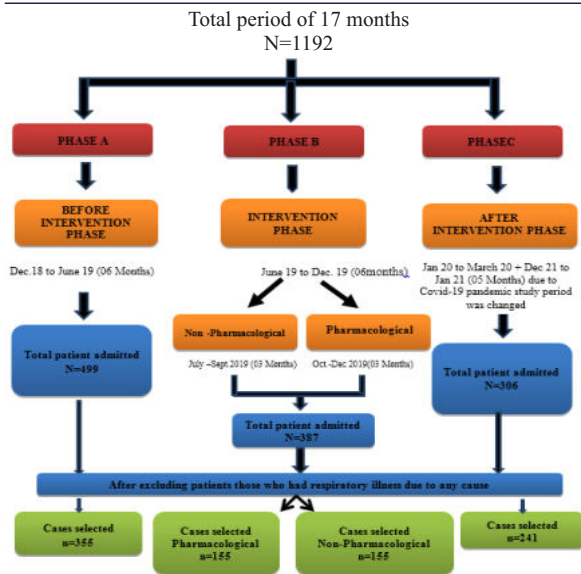 Total period of 17 months
N=1192
PHASE A
PHASE B
PHASEC
BEFORE
INTERVENTION
PHASE
INTERVENTION
PHASE
AFTER
INTERVENTION PHASE
Dec.18 to June 19 (06 Months)
June 19 to Dec. 19 (06months)
Jan 20 to March 20 + Dec 21 to
Jan 21 (05 Months) due to
Covid-19 pandemic study period
was changed
Non -Pharmacological
Pharmacological
July –Sept.2019 (03 Months)
Oct -Dec 2019(03 Months)
Total patient admitted
N=499
Total patient admitted
N=387
Total patient admitted
N=306
After excluding patients those who had respiratory illness due to any cause
Cases selected
n=355
Cases selected
Pharmacological
n=155
Cases selected
Non-Pharmacological
n=155
Cases selected
n=241